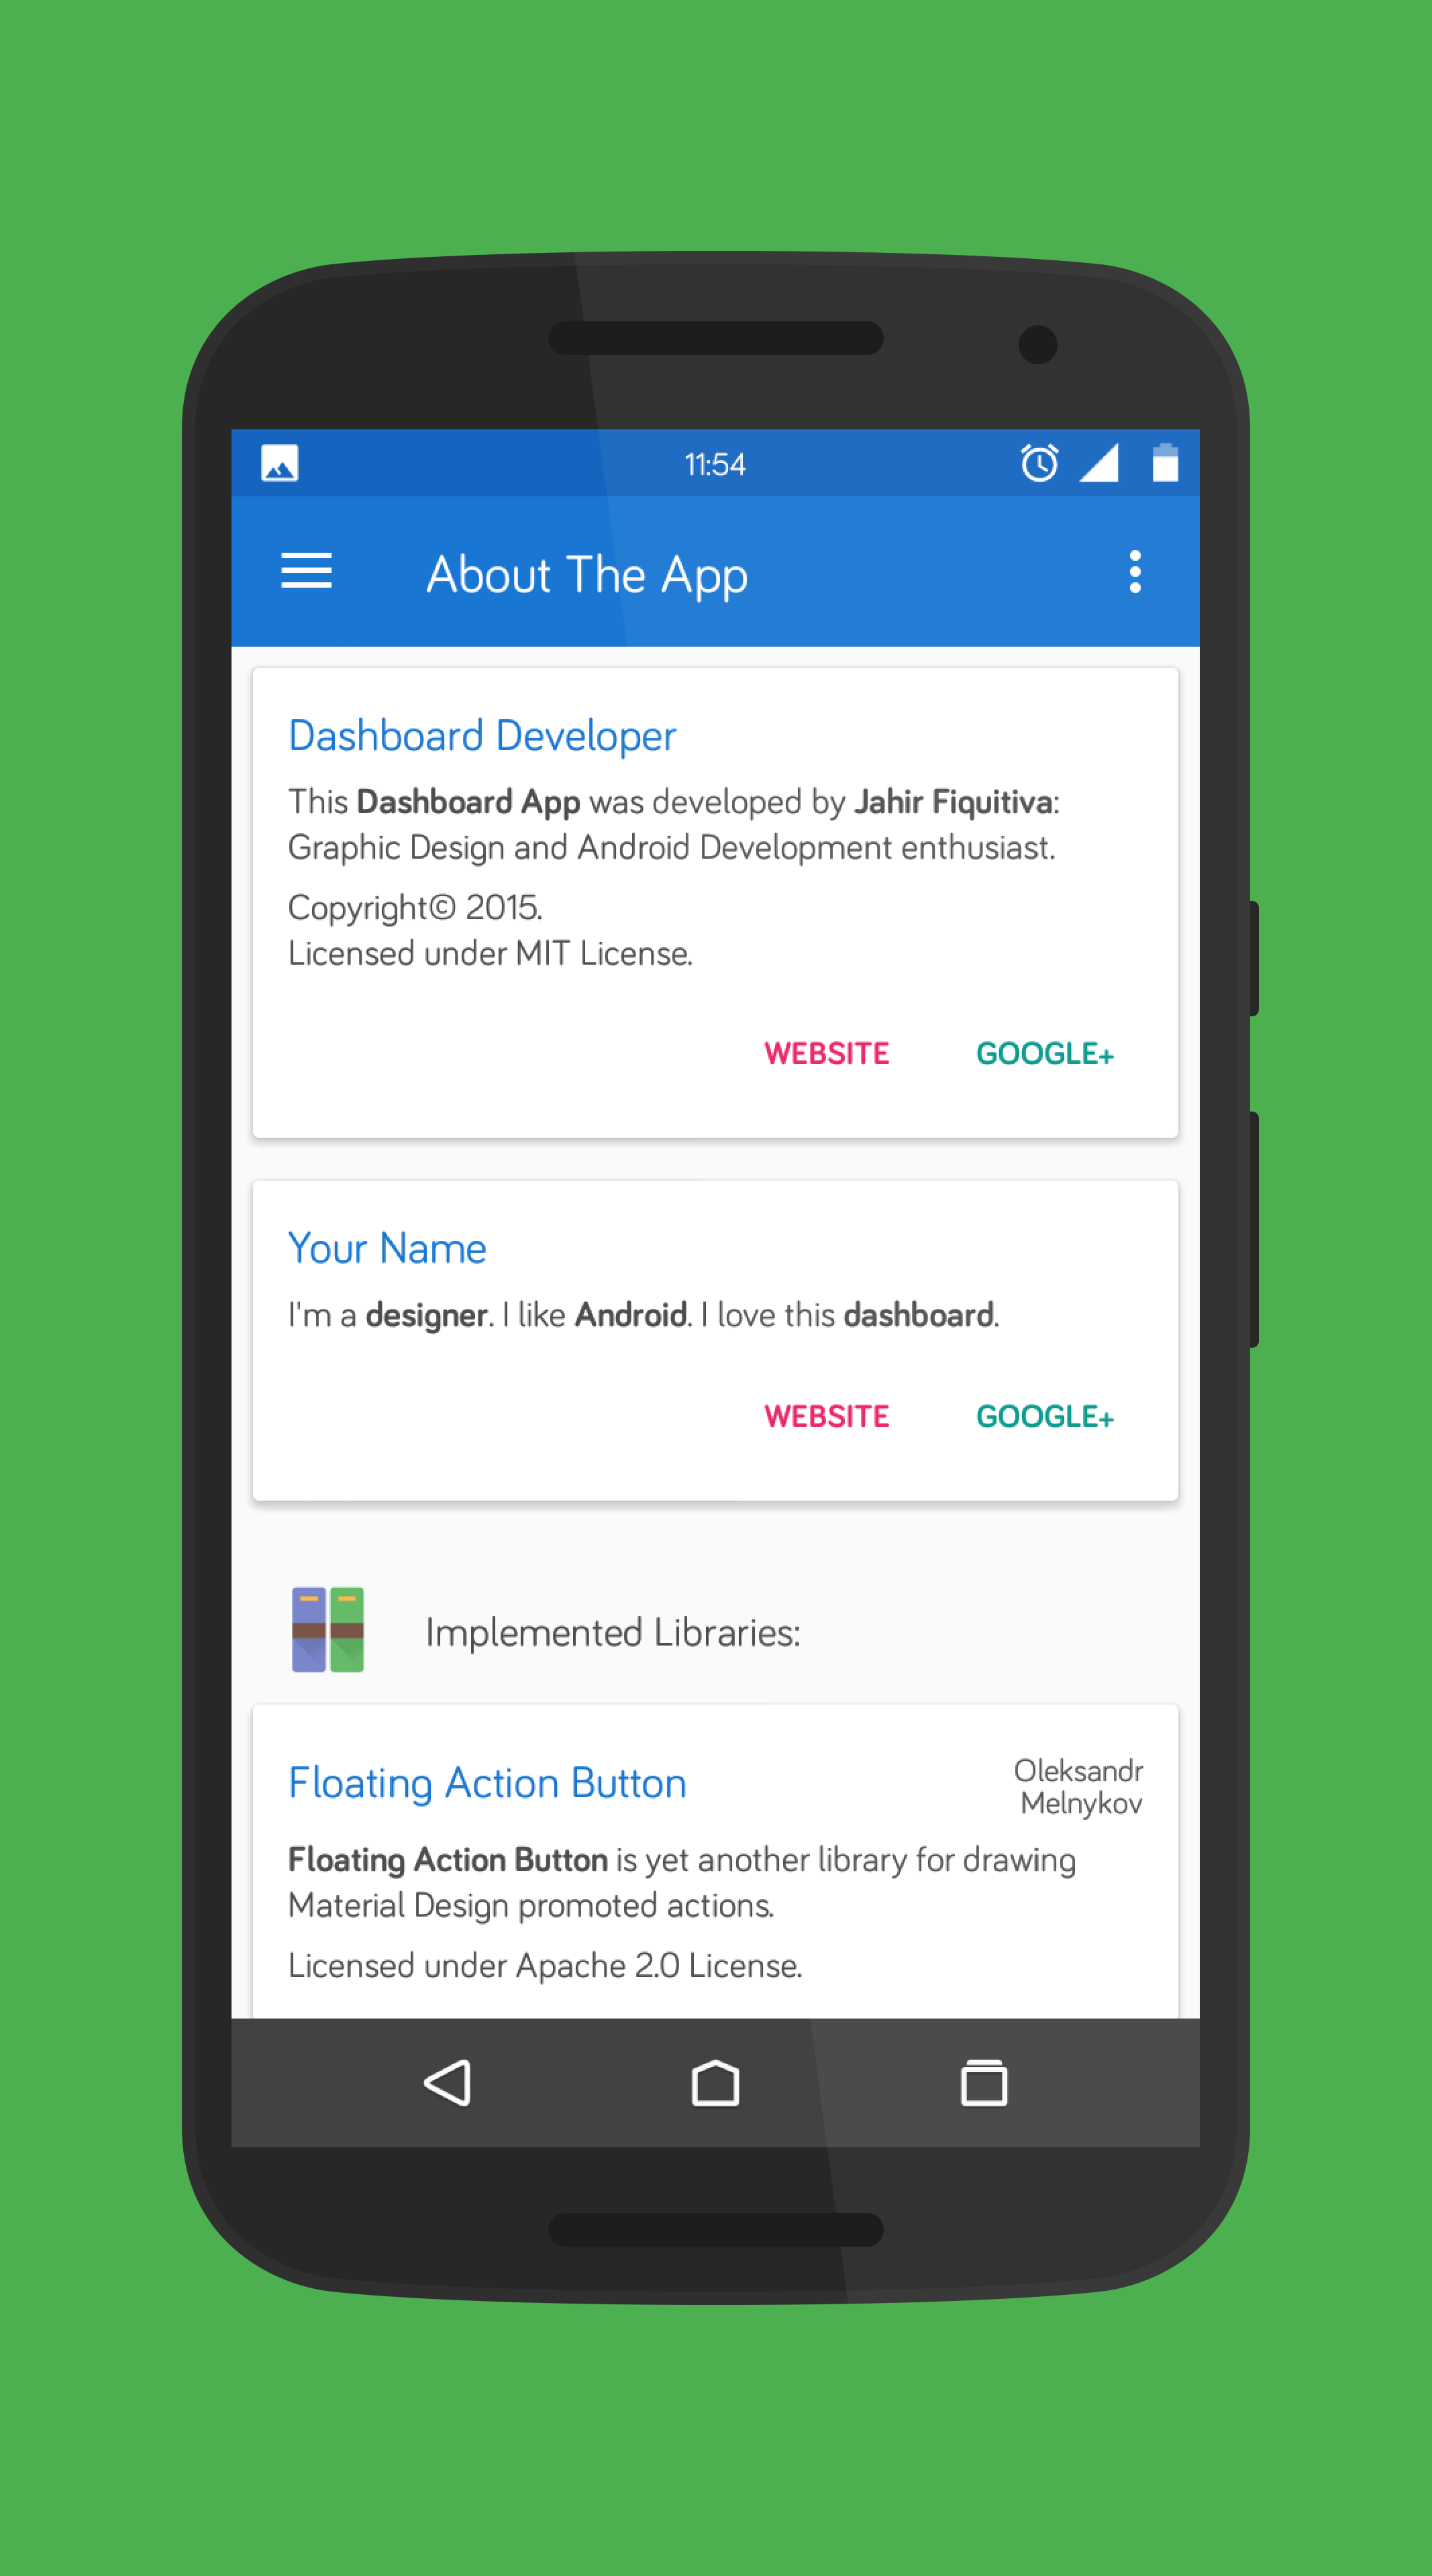 11:54
About The App
Dashboard Developer
This Dashboard App was developed by Jahir Fiquitiva:
Graphic Design and Android Development enthusiast.
Copyright© 2015.
Licensed under MIT License.
WEBSITE GOOGLE+
Your Name
I'm a designer. I like Android. I love this dashboard.
WEBSITE GOOGLE+
Implemented Libraries:
Floating Action Button
Oleksandr
Melnykov
Floating Action Button is yet another library for drawing
Material Design promoted actions.
Licensed under Apache 2.0 License.